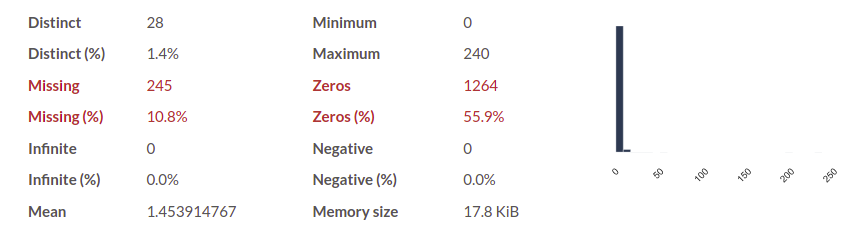 Distinct 28 Minimum 0
Distinct (%) 1.4% Maximum 240
Missing 245 Zeros 1264
Missing (%) 10.8% Zeros (%) 55.9%
Infinite 0 Negative 0
Infinite (%) 0.0% Negative (%) 0.0%
Mean 1.453914767 Memory size 17.8 KiB
0 50 100 150 200 250